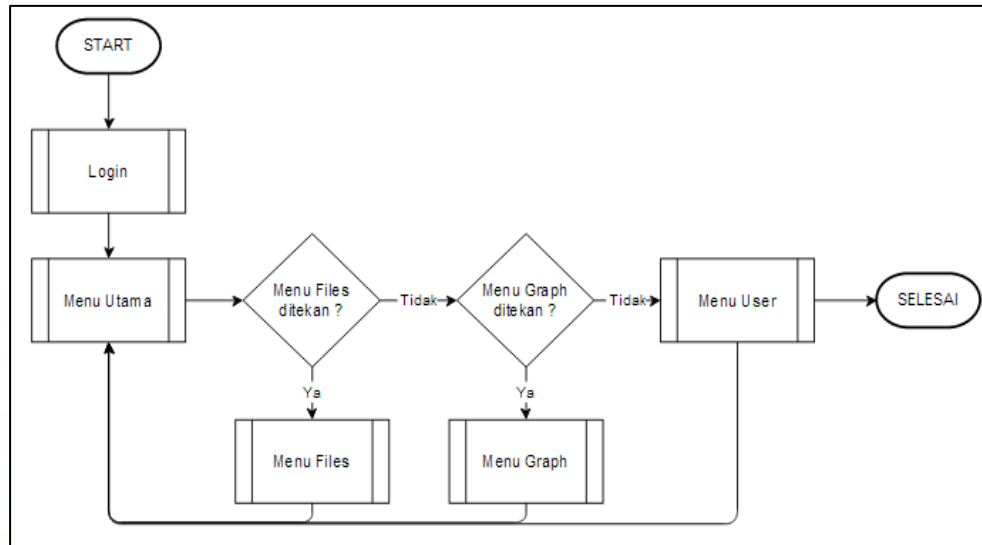 START
Login
Menu Utama
Menu Files
ditekan ?
Tidak
Menu Graph
ditekan ?
Tidak
Menu User
SELESAI
Ya
Ya
Menu Files
Menu Graph